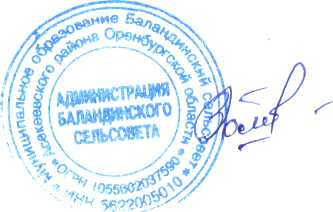 «Муниципальное образование Баландинский сельсовет»
Асекеевского района Оренбургской области
* ОГРН 1055602037590 * ИНН 5622005010 *
АДМИНИСТРАЦИЯ
БАЛАНДИНСКОГО
СЕЛЬСОВЕТА